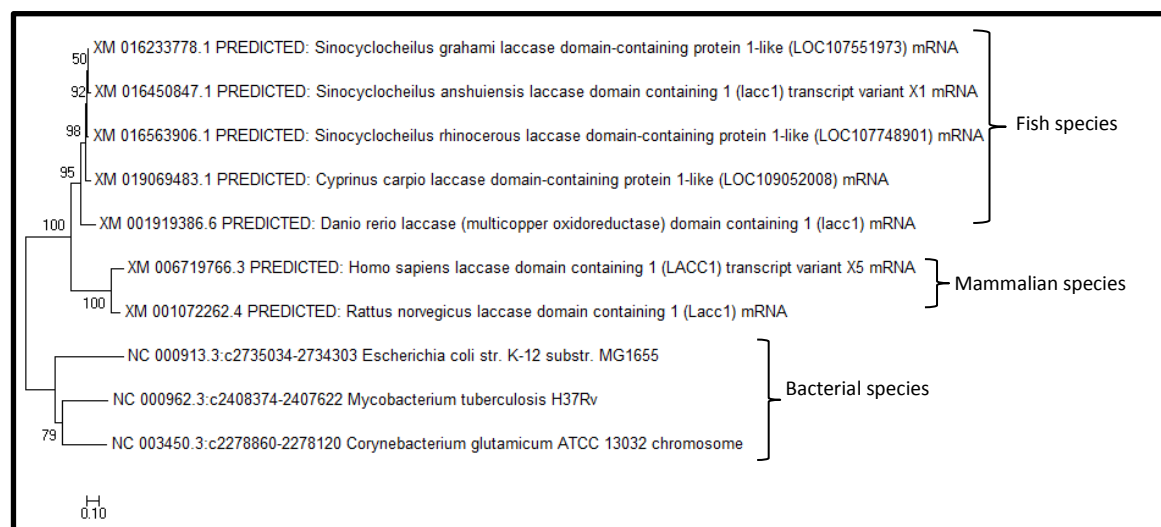 XM 016233778.1 PREDICTED: Sinocyclocheilus grahami laccase domain-containing protein 1-like (LOC107551973) mRNA
50
92
XM 016450847.1 PREDICTED: Sinocyclocheilus anshuiensis laccase domain containing 1 (lacc1) transcript variant X1 mRNA
98
XM 016563906.1 PREDICTED: Sinocyclocheilus rhinocerous laccase domain-containing protein 1-like (LOC107748901) mRNA
Fish species
95
XM 019069483.1 PREDICTED: Cyprinus carpio laccase domain-containing protein 1-like (LOC109052008) mRNA
100
XM 001919386.6 PREDICTED: Danio rerio laccase (multicopper oxidoreductase) domain containing 1 (lacc1) mRNA
XM 006719766.3 PREDICTED: Homo sapiens laccase domain containing 1 (LACC1) transcript variant X5 mRNA
Mammalian species
100
XM 001072262.4 PREDICTED: Rattus norvegicus laccase domain containing 1 (Lacc1) mRNA
NC 000913.3:c2735034-2734303 Escherichia coli str. K-12 substr. MG1655
Bacterial species
NC 000962.3:c2408374-2407622 Mycobacterium tuberculosis H37Rv
79
NC 003450.3:c2278860-2278120 Corynebacterium glutamicum ATCC 13032 chromosome
0.10